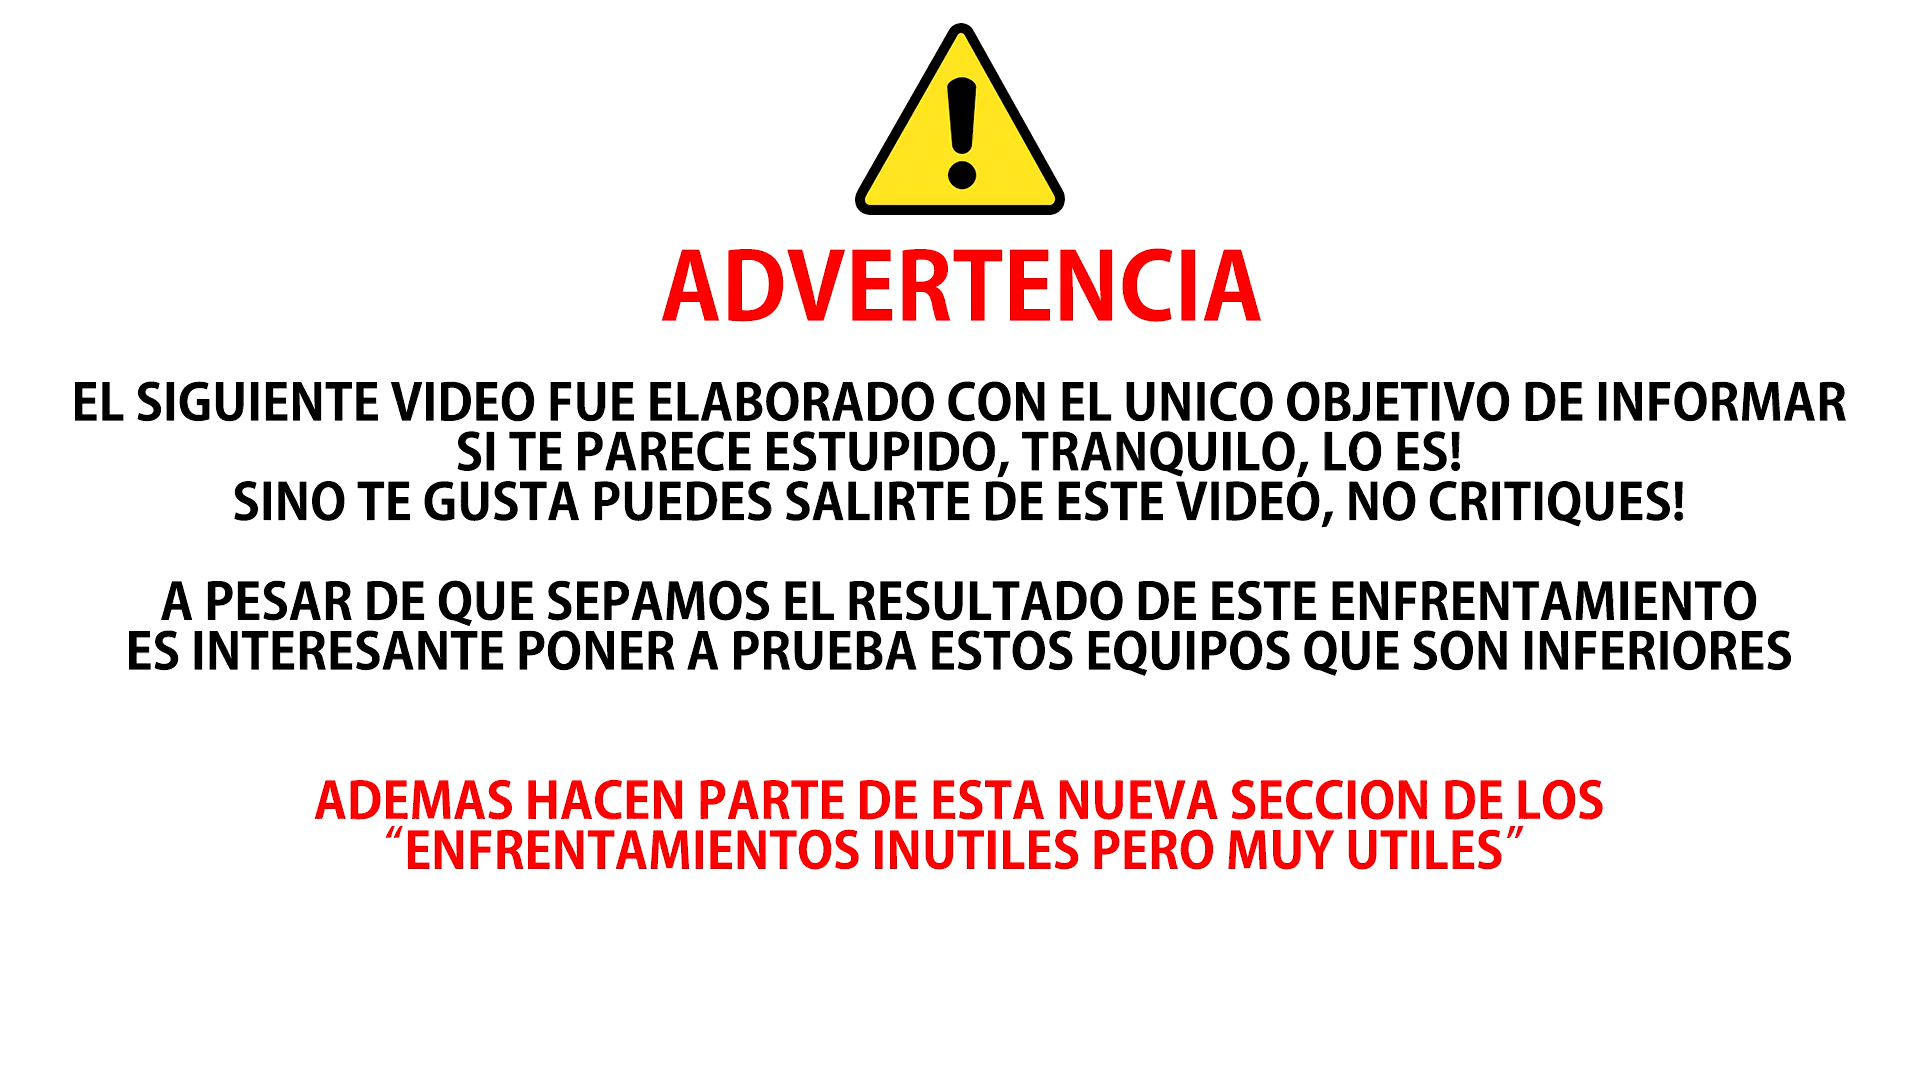 ADVERTENCIA
EL SIGUIENTE VIDEO FUE ELABORADO CON EL UNICO OBJETIVO DE INFORMAR
SI TE PARECE ESTUPIDO, TRANQUILO, LO ES!
SINO TE GUSTA PUEDES SALIRTE DE ESTE VIDEO, NO CRITIQUES!
A PESAR DE QUE SEPAMOS EL RESULTADO DE ESTE ENFRENTAMIENTO
ES INTERESANTE PONER A PRUEBA ESTOS EQUIPOS QUE SON INFERIORES
ADEMAS HACEN PARTE DE ESTA NUEVA SECCION DE LOS
“ENFRENTAMIENTOS INUTILES PERO MUY UTILES”